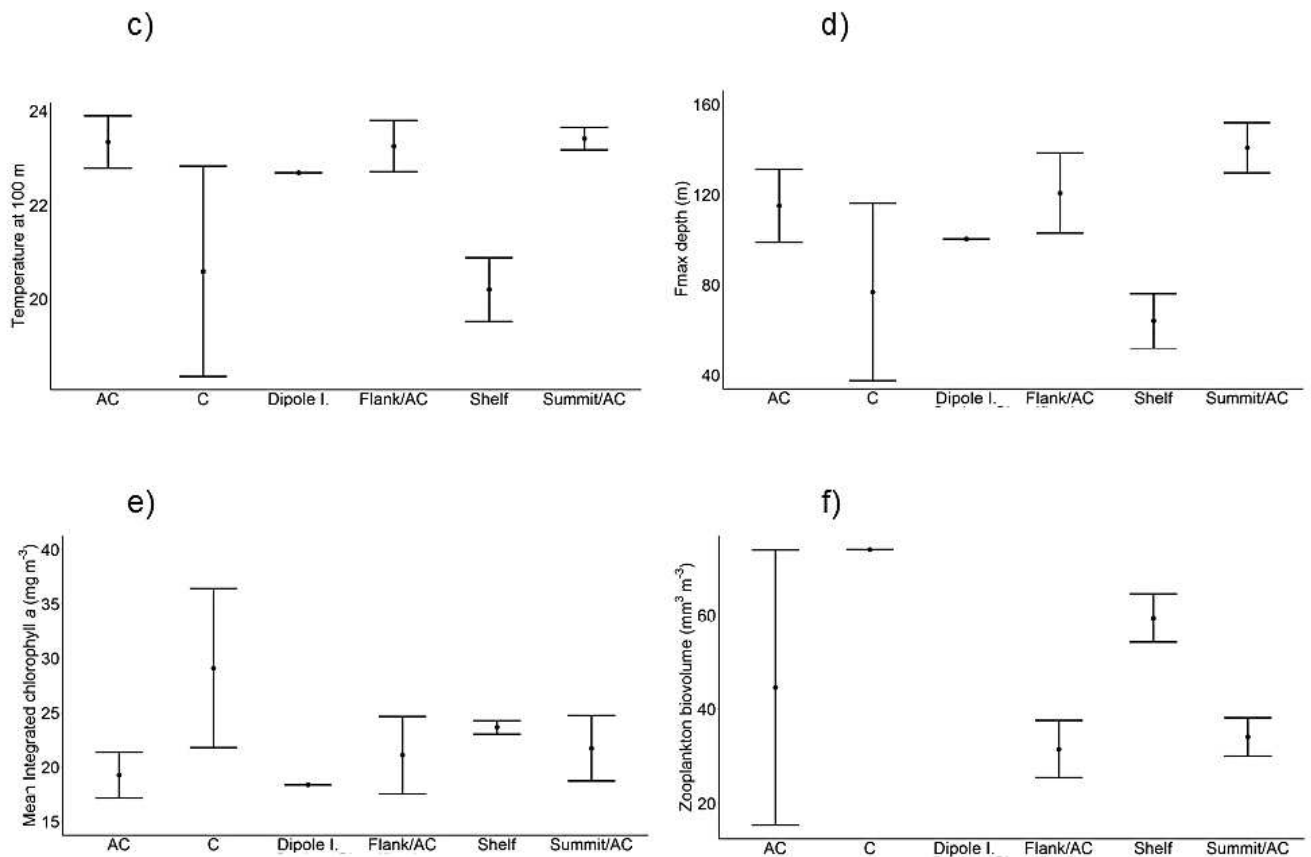 c)
Temperature at 100 m
24
22
20
AC C Dipole I. Flank/AC Shelf Summit/AC
d)
Fmax depth (m)
160
120
80
40
AC C Dipole I. Flank/AC Shelf Summit/AC
e)
Mean Integrated chlorophyll a (mg m-3)
40
35
30
25
20
15
AC C Dipole I. Flank/AC Shelf Summit/AC
f)
Zooplankton biovolume (mm³ m-3)
60
40
20
AC C Dipole I. Flank/AC Shelf Summit/AC